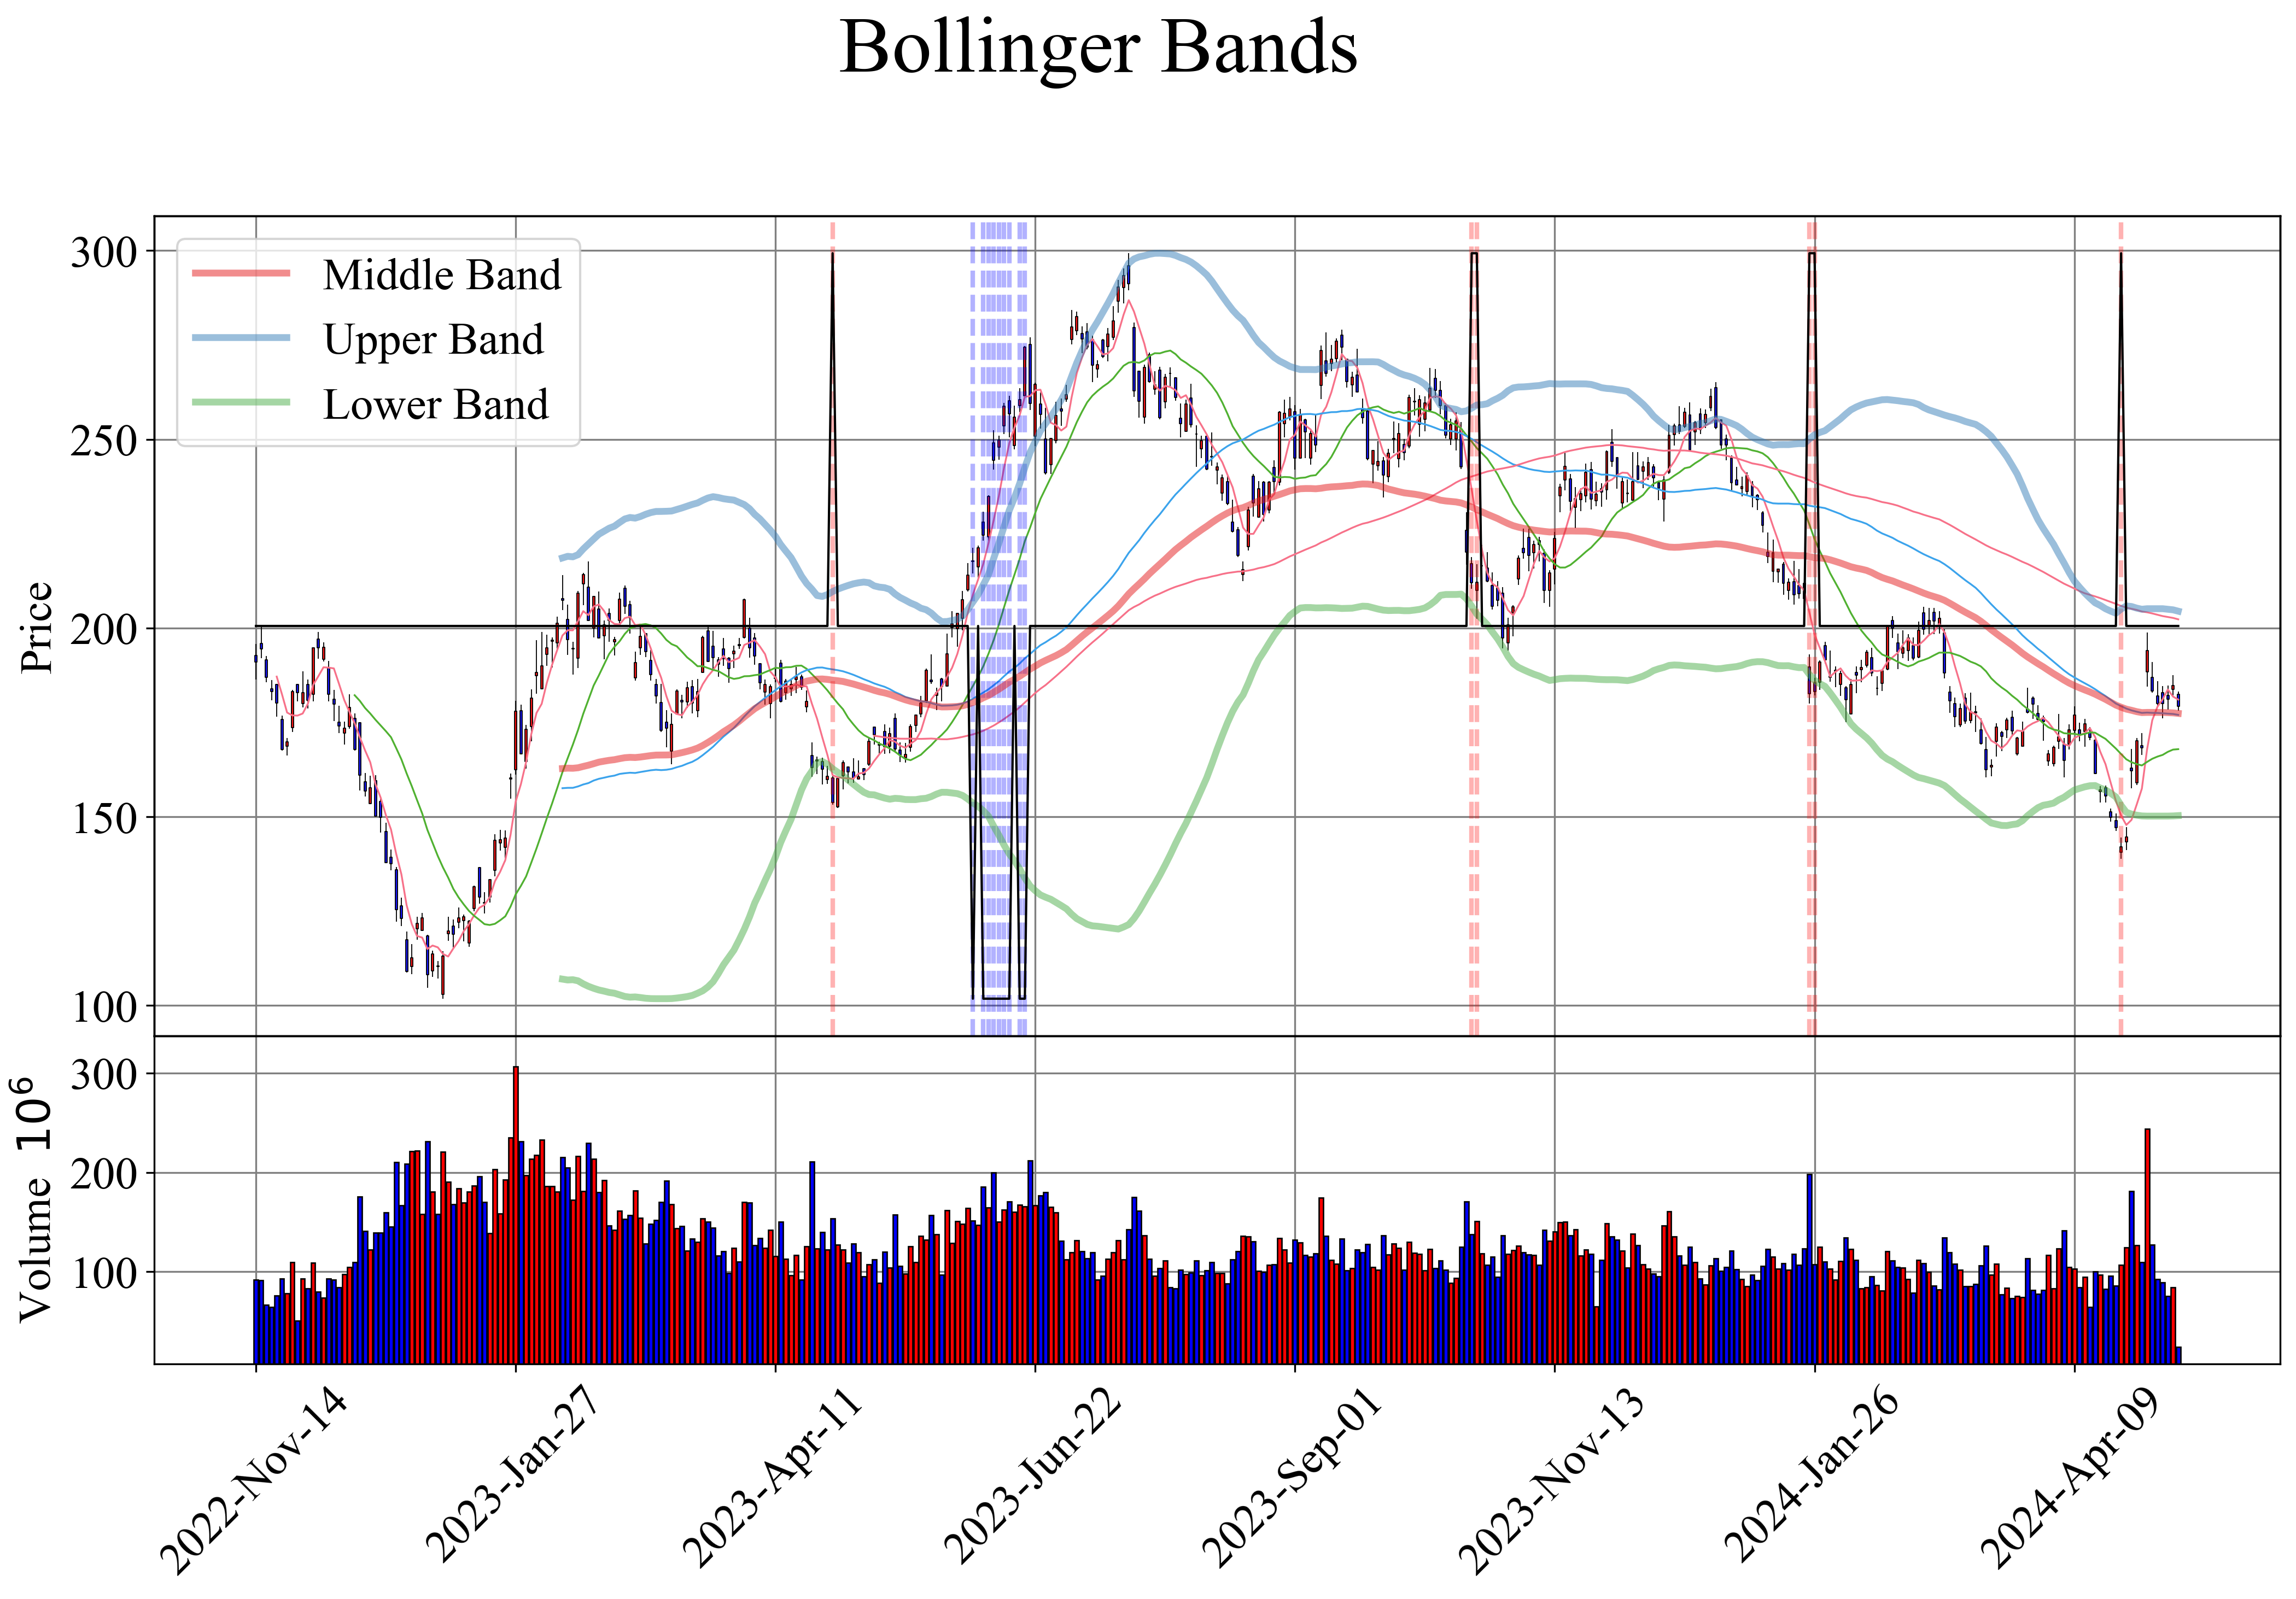 Bollinger Bands
Middle Band
Upper Band
Lower Band
Price
300
250
200
150
100
Volume 10⁶
300
200
100
2022-Nov-14
2023-Jan-27
2023-Apr-11
2023-Jun-22
2023-Sep-01
2023-Nov-13
2024-Jan-26
2024-Apr-09